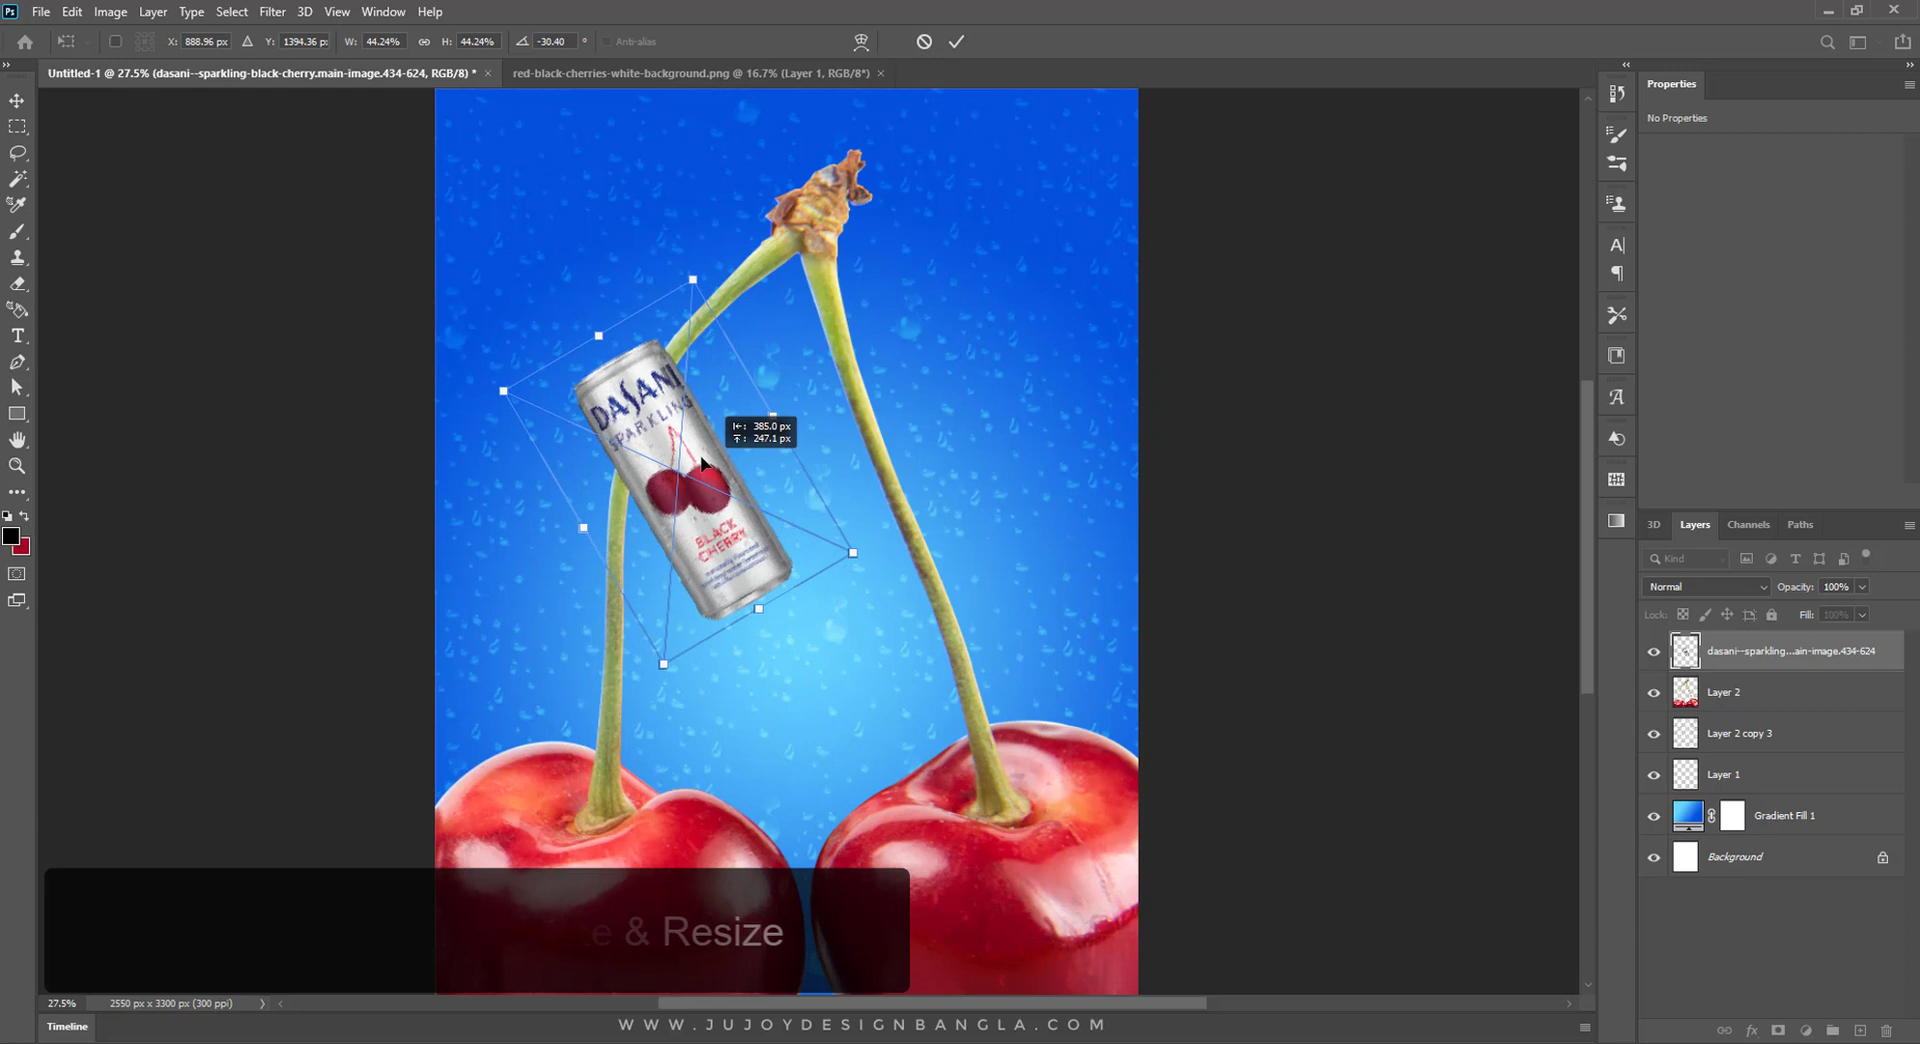 Ps File Edit Image Layer Type Select Filter 3D View Window Help
X: 888.96 px Y: 1394.36 px W: 44.24% H: 44.24% -30.40 ° Anti-alias
Untitled-1 @ 27.5% (dasani--sparkling-black-cherry.main-image.434-624, RGB/8) * ×
red-black-cherries-white-background.png @ 16.7% (Layer 1, RGB/8*) ×
DASANI
SPARKLING
BLACK
CHERRY
385.0 px
247.1 px
& Resize
Properties
No Properties
3D Layers Channels Paths
Kind
Normal Opacity: 100%
Lock: Fill: 100%
dasani--sparkling...ain-image.434-624
Layer 2
Layer 2 copy 3
Layer 1
Gradient Fill 1
Background
27.5% 2550 px x 3300 px (300 ppi)
Timeline
WWW.JUJOYDESIGNBANGLA.COM